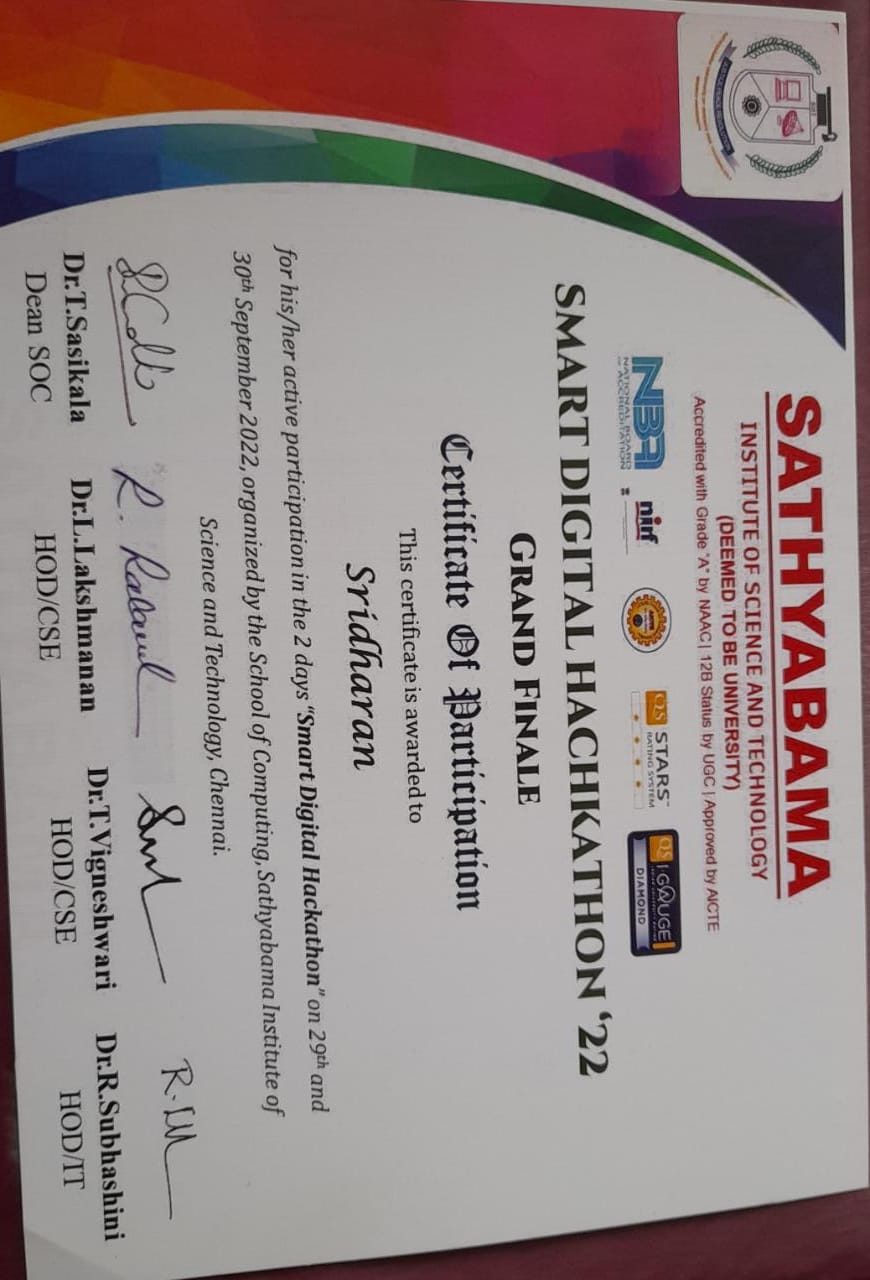 SATHYABAMA
INSTITUTE OF SCIENCE AND TECHNOLOGY
(DEEMED TO BE UNIVERSITY)
Accredited with Grade "A" by NAAC | 12B Status by UGC | Approved by AICTE
NBA
NATIONAL BOARD
OF ACCREDITATION
nirf
QS STARS™
RATING SYSTEM
QS I·GAUGE
DIAMOND
SMART DIGITAL HACHKATHON ‘22
GRAND FINALE
Certificate Of Participation
This certificate is awarded to
Sridharan
for his/her active participation in the 2 days "Smart Digital Hackathon" on 29th and
30th September 2022, organized by the School of Computing, Sathyabama Institute of
Science and Technology, Chennai.
Dr.T.Sasikala Dr.L.Lakshmanan Dr.T.Vigneshwari Dr.R.Subhashini
Dean SOC HOD/CSE HOD/CSE HOD/IT